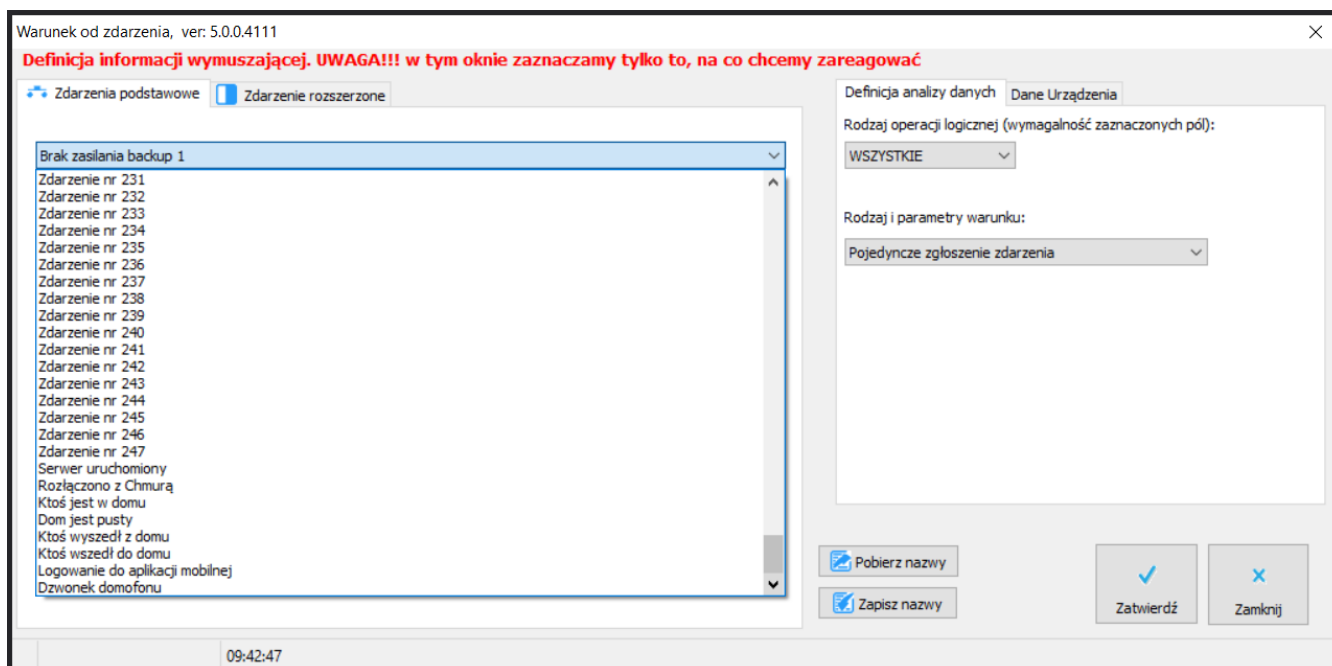 Warunek od zdarzenia, ver: 5.0.0.4111
Definicja informacji wymuszającej. UWAGA!!! w tym oknie zaznaczamy tylko to, na co chcemy zareagować
Zdarzenia podstawowe
Zdarzenie rozszerzone
Brak zasilania backup 1
Zdarzenie nr 231
Zdarzenie nr 232
Zdarzenie nr 233
Zdarzenie nr 234
Zdarzenie nr 235
Zdarzenie nr 236
Zdarzenie nr 237
Zdarzenie nr 238
Zdarzenie nr 239
Zdarzenie nr 240
Zdarzenie nr 241
Zdarzenie nr 242
Zdarzenie nr 243
Zdarzenie nr 244
Zdarzenie nr 245
Zdarzenie nr 246
Zdarzenie nr 247
Serwer uruchomiony
Rozłączono z Chmurą
Ktoś jest w domu
Dom jest pusty
Ktoś wyszedł z domu
Ktoś wszedł do domu
Logowanie do aplikacji mobilnej
Dzwonek domofonu
Definicja analizy danych
Dane Urządzenia
Rodzaj operacji logicznej (wymagalność zaznaczonych pól):
WSZYSTKIE
Rodzaj i parametry warunku:
Pojedyncze zgłoszenie zdarzenia
Pobierz nazwy
Zapisz nazwy
Zatwierdź
Zamknij
09:42:47